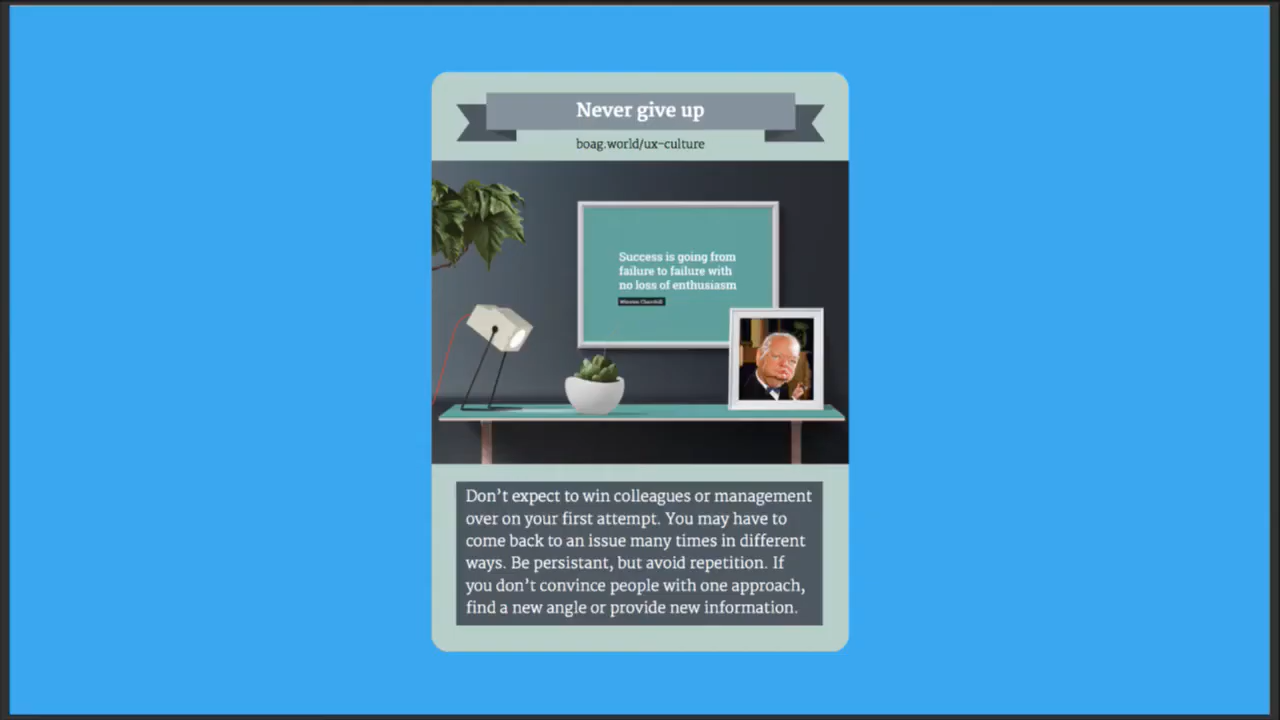 Never give up
boag.world/ux-culture
Success is going from
failure to failure with
no loss of enthusiasm
Winston Churchill
Don't expect to win colleagues or management
over on your first attempt. You may have to
come back to an issue many times in different
ways. Be persistant, but avoid repetition. If
you don't convince people with one approach,
find a new angle or provide new information.